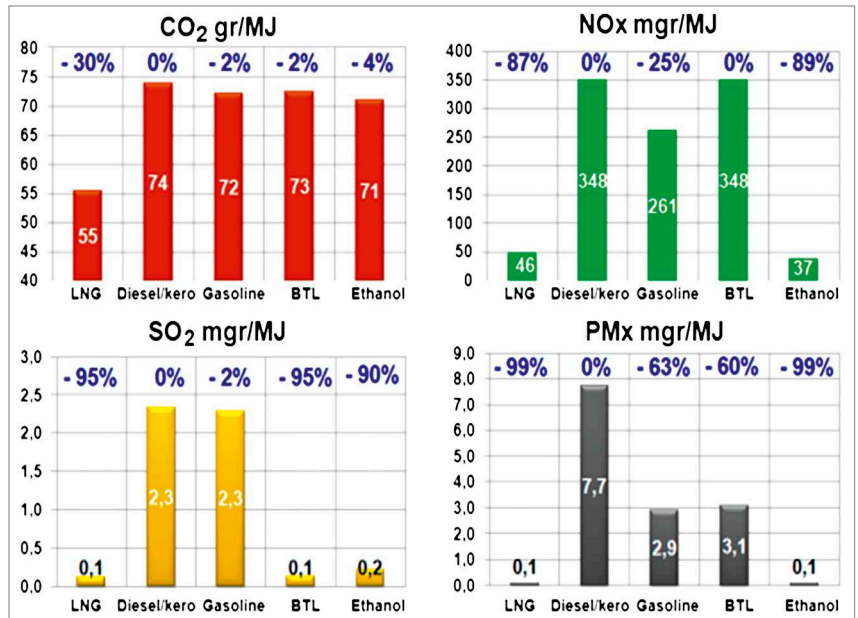 CO₂ gr/MJ
80
75
70
65
60
55
50
45
40
- 30% 0% - 2% - 2% - 4%
55 74 72 73 71
LNG Diesel/kero Gasoline BTL Ethanol
NOx mgr/MJ
400
350
300
250
200
150
100
50
0
- 87% 0% - 25% 0% - 89%
46 348 261 348 37
LNG Diesel/kero Gasoline BTL Ethanol
SO₂ mgr/MJ
3,0
2,5
2,0
1,5
1,0
0,5
0,0
- 95% 0% - 2% - 95% - 90%
0,1 2,3 2,3 0,1 0,2
LNG Diesel/kero Gasoline BTL Ethanol
PMx mgr/MJ
9,0
8,0
7,0
6,0
5,0
4,0
3,0
2,0
1,0
0,0
- 99% 0% - 63% - 60% - 99%
0,1 7,7 2,9 3,1 0,1
LNG Diesel/kero Gasoline BTL Ethanol